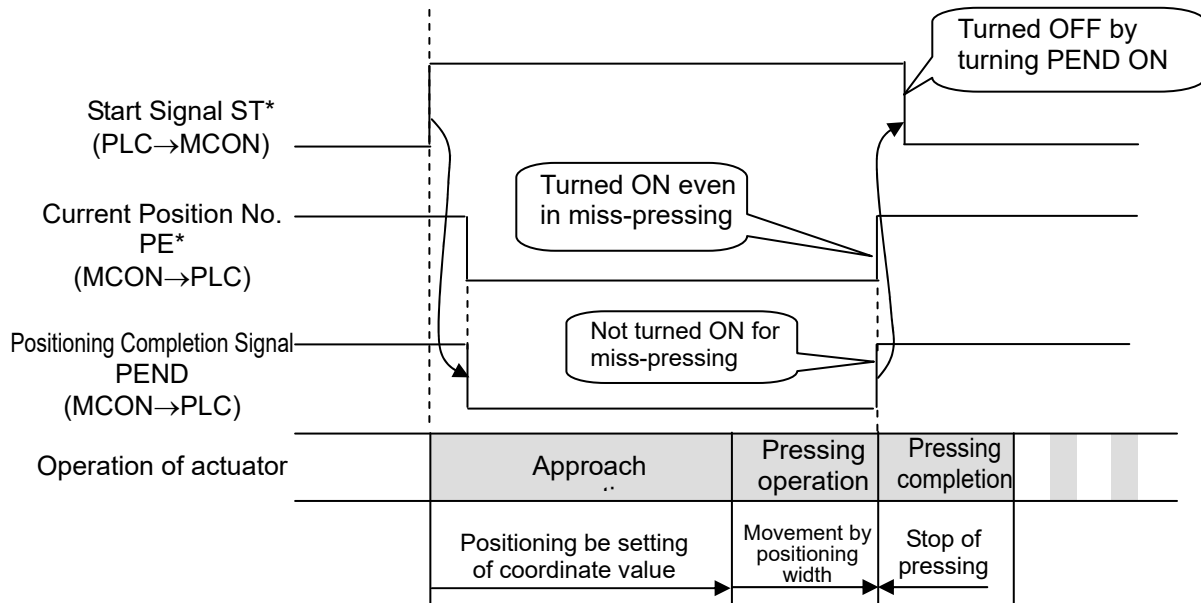 Turned OFF by
turning PEND ON
Start Signal ST*
(PLC→MCON)
Turned ON even
in miss-pressing
Current Position No.
PE*
(MCON→PLC)
Not turned ON for
miss-pressing
Positioning Completion Signal
PEND
(MCON→PLC)
Operation of actuator
Approach
Pressing
operation
Pressing
completion
Positioning be setting
of coordinate value
Movement by
positioning
width
Stop of
pressing